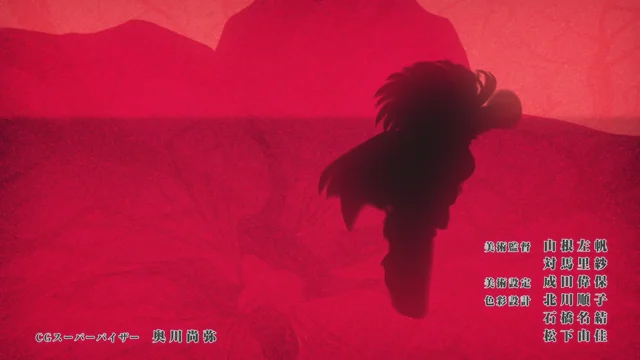 美術監督 山根左帆
対馬里紗
美術設定 成田偉保
色彩設計 北川順子
石橋名結
松下由佳
CGスーパーバイザー 奥川尚弥